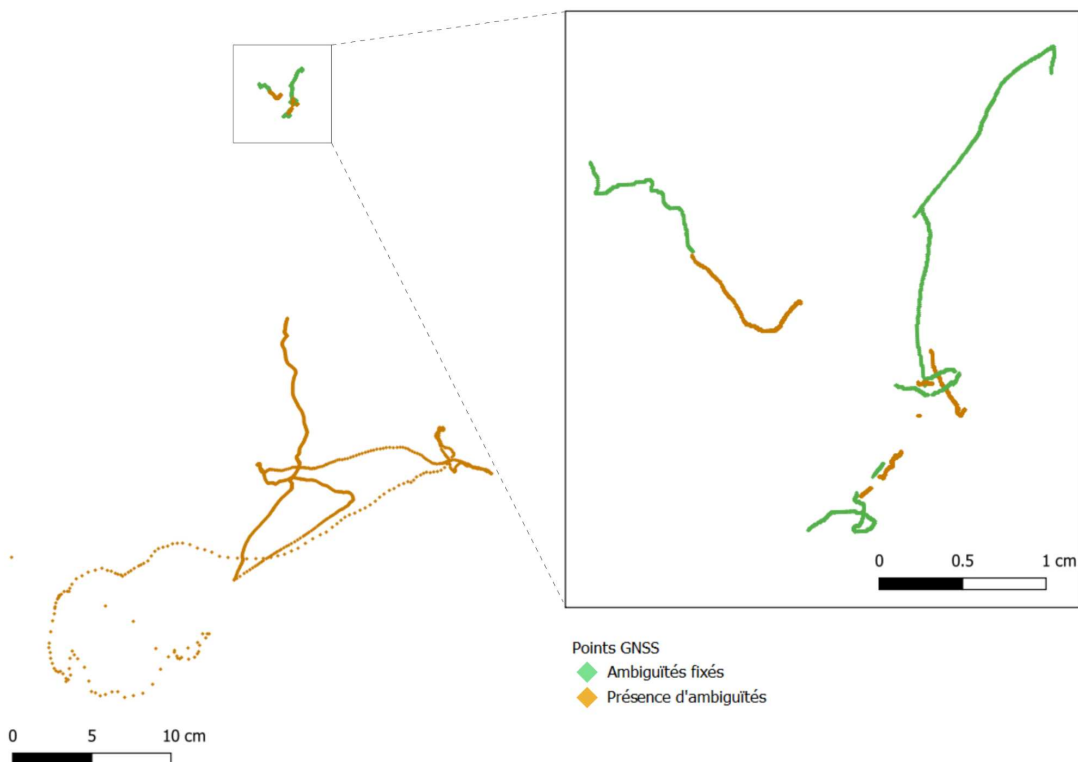 0 0.5 1 cm
Points GNSS
Ambiguïtés fixés
Présence d'ambiguïtés
0 5 10 cm